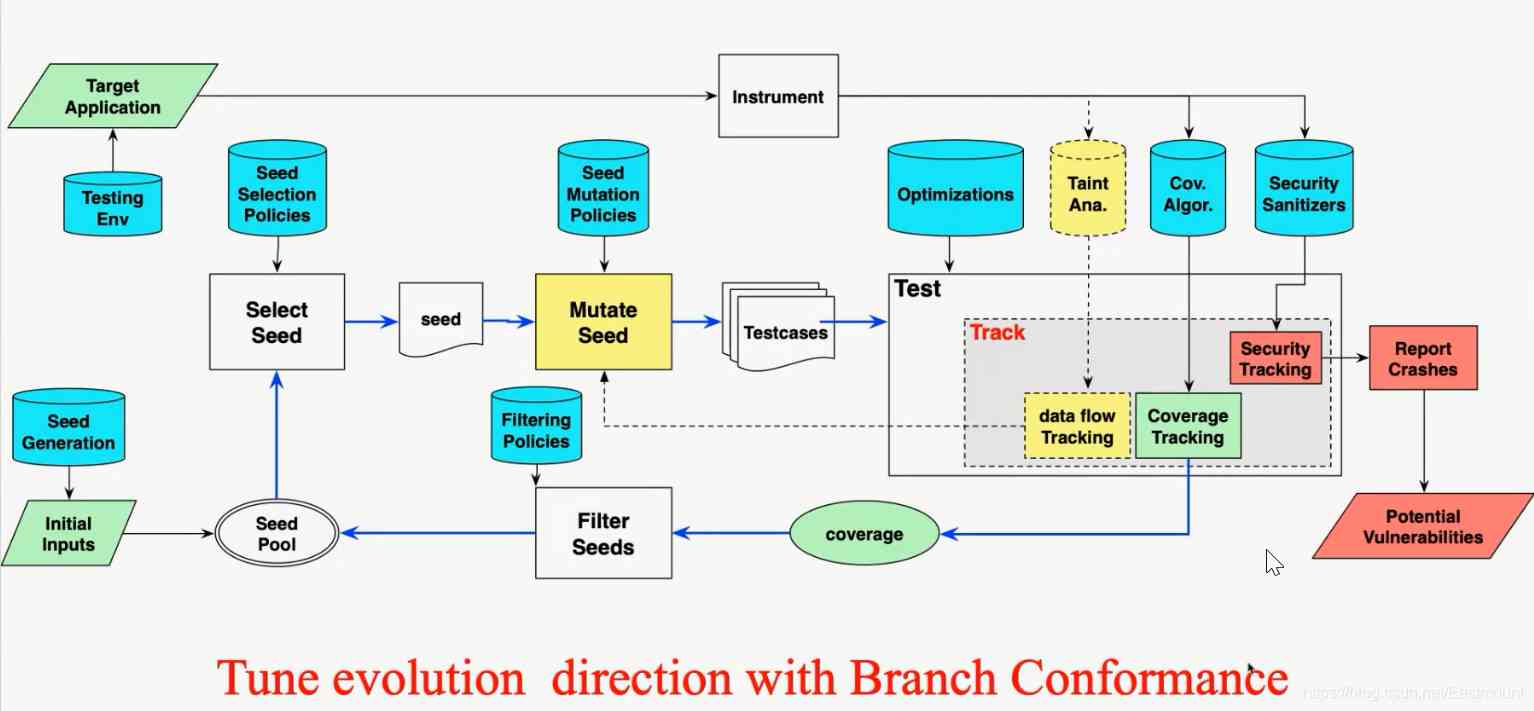 Target
Application
Instrument
Testing
Env
Seed
Selection
Policies
Seed
Mutation
Policies
Optimizations
Taint
Ana.
Cov.
Algor.
Security
Sanitizers
Select
Seed
seed
Mutate
Seed
Testcases
Test
Track
Security
Tracking
Report
Crashes
data flow
Tracking
Coverage
Tracking
Seed
Generation
Filtering
Policies
Initial
Inputs
Seed
Pool
Filter
Seeds
coverage
Potential
Vulnerabilities
Tune evolution direction with Branch Conformance
https://blog.csdn.net/Eastmount